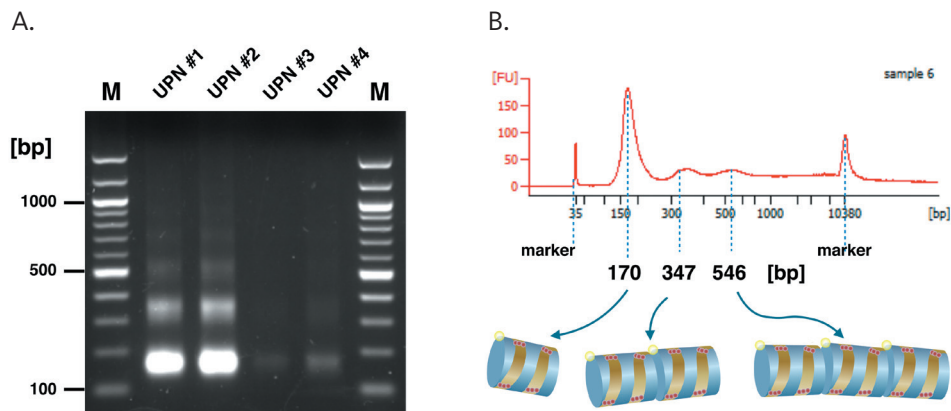 A.
M UPN #1 UPN #2 UPN #3 UPN #4 M
[bp]
1000
500
100
B.
[FU]
sample 6
200
150
100
50
0
35 150 300 500 1000 10380 [bp]
marker marker
170 347 546 [bp]